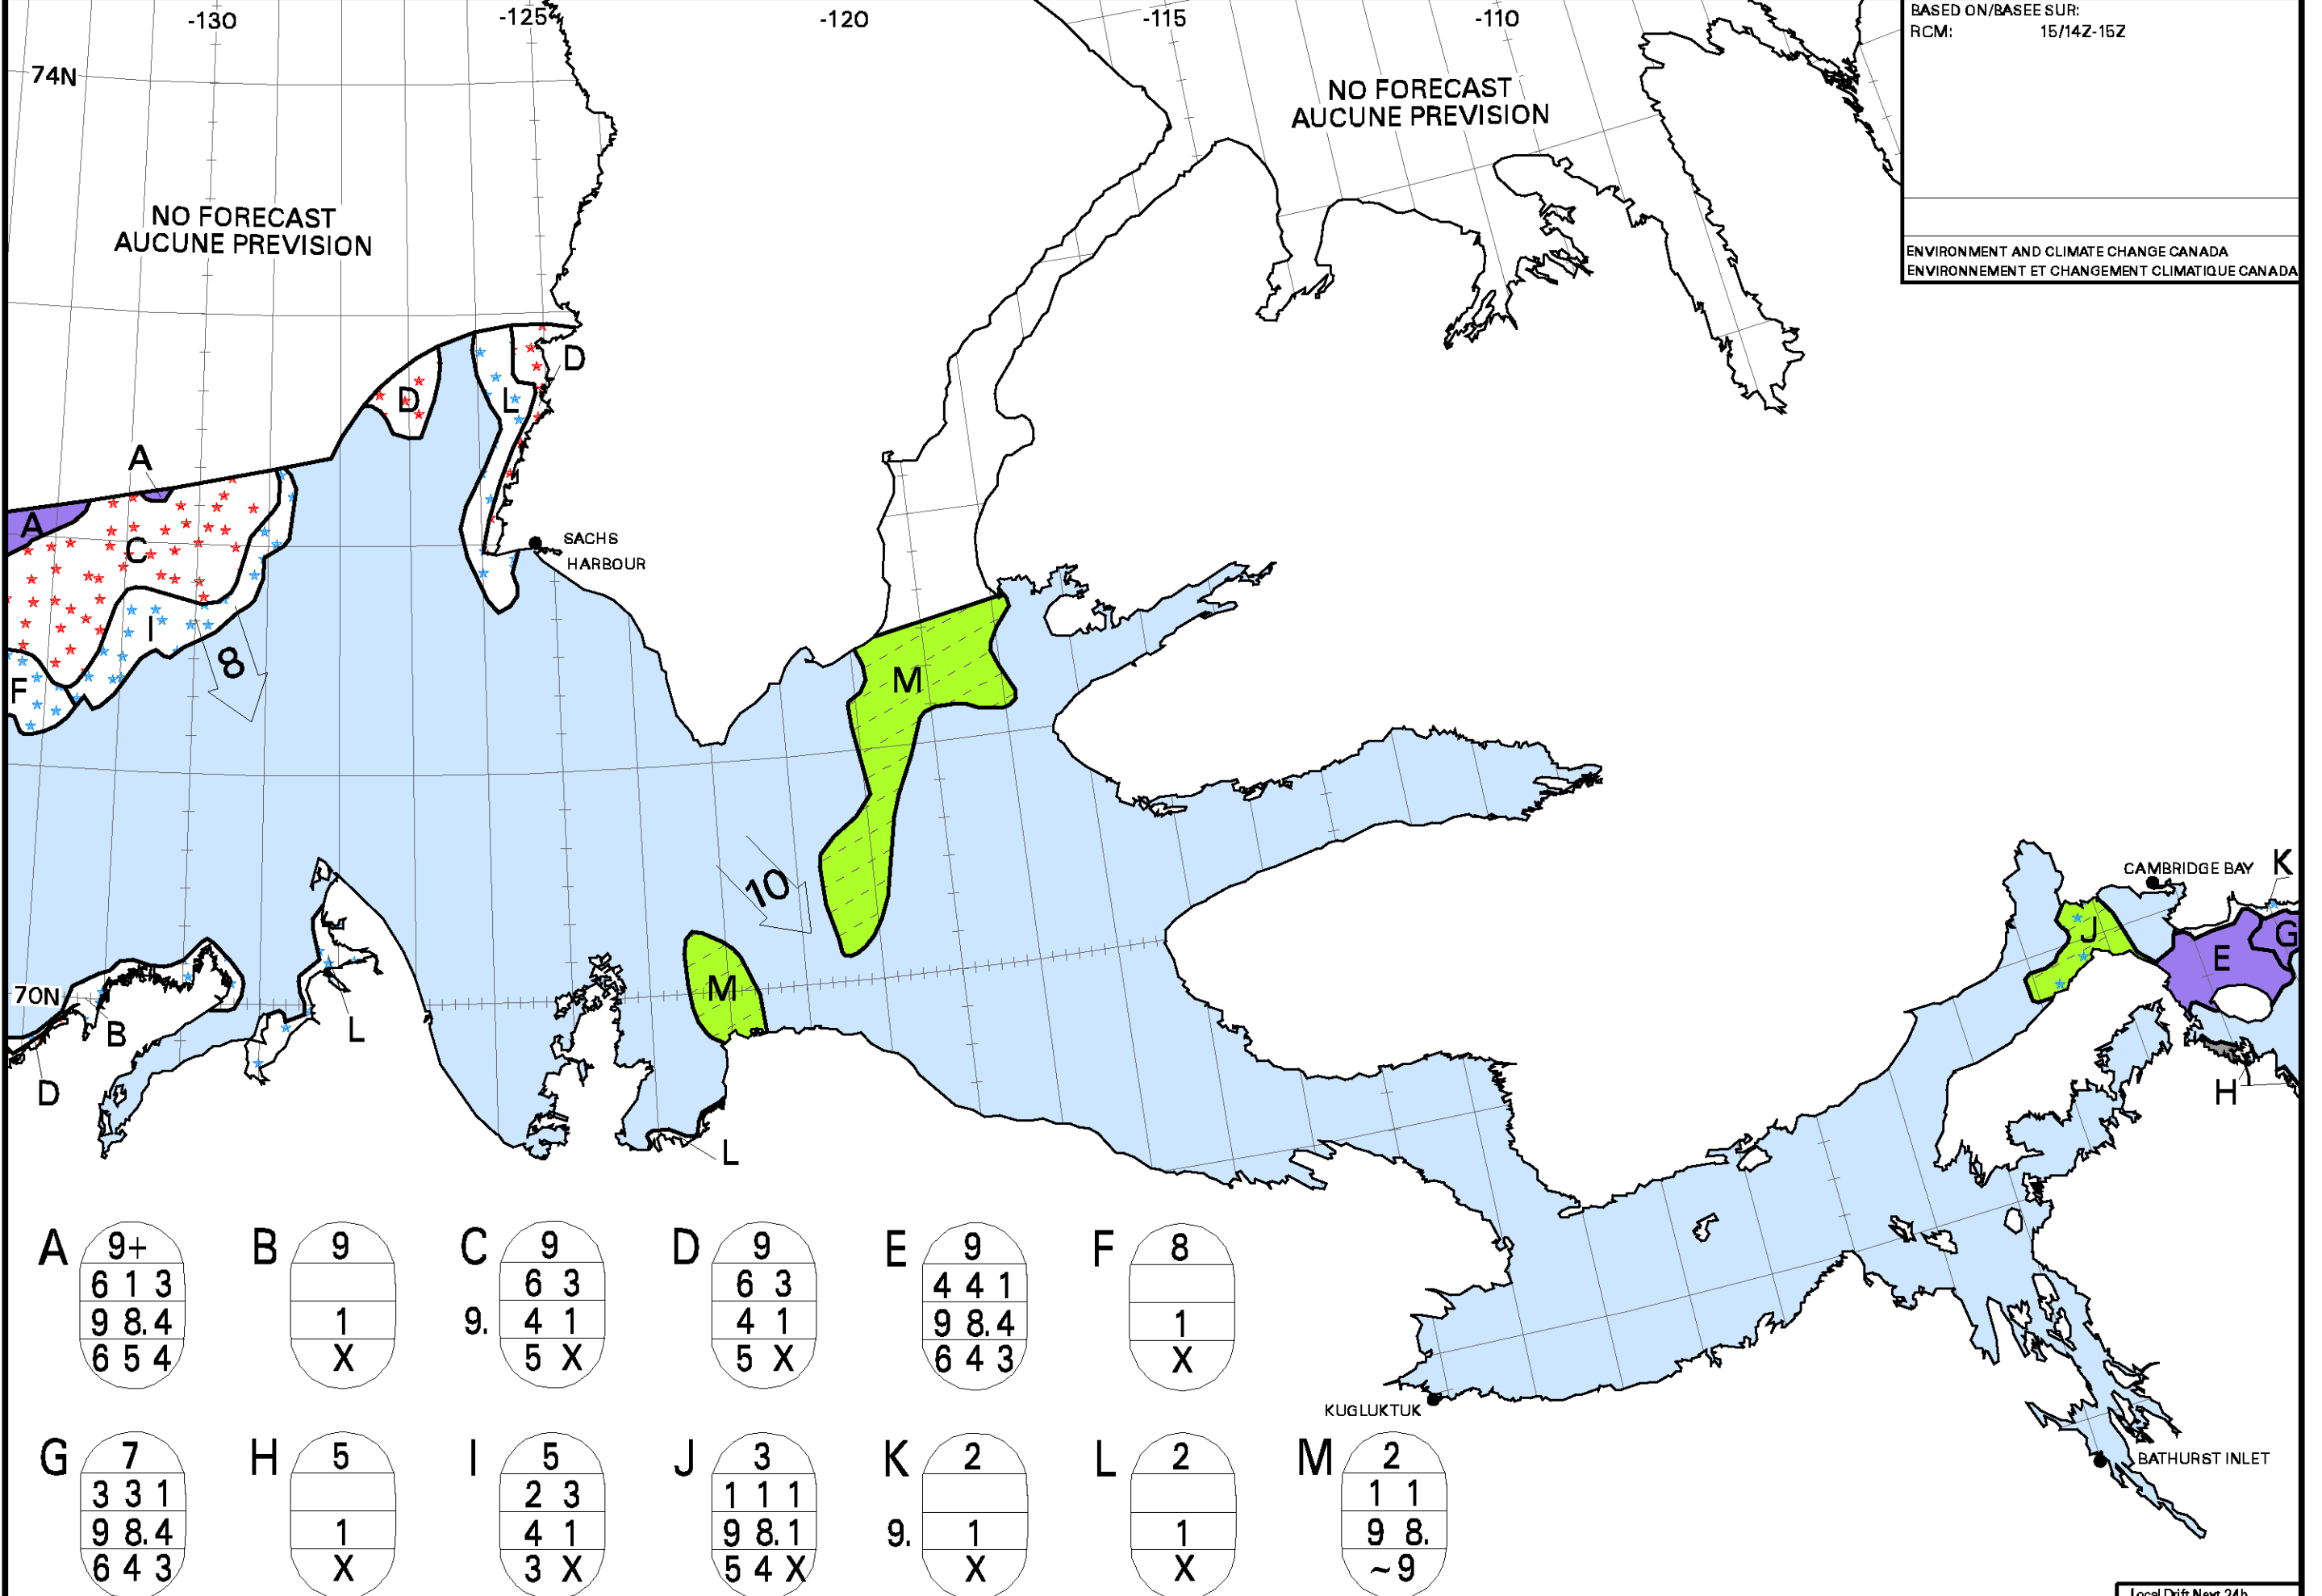 -130 -125 -120 -115 -110
BASED ON/BASEE SUR:
RCM: 15/14Z-15Z
74N
NO FORECAST
AUCUNE PREVISION
NO FORECAST
AUCUNE PREVISION
ENVIRONMENT AND CLIMATE CHANGE CANADA
ENVIRONNEMENT ET CHANGEMENT CLIMATIQUE CANADA
D
D
L
A
A
C
SACHS
HARBOUR
I
8
F
M
10
CAMBRIDGE BAY
K
J
G
E
M
70N
B
L
D
H
L
A B C D E F
9+ 9 9 9 9 8
6 1 3 6 3 6 3 4 4 1
9 8. 4 1 9. 4 1 4 1 9 8. 4 1
6 5 4 X 5 X 5 X 6 4 3 X
KUGLUKTUK
G H I J K L M
7 5 5 3 2 2 2
3 3 1 2 3 1 1 1 1 1
9 8. 4 1 4 1 9 8. 1 9. 1 1 9 8.
6 4 3 X 3 X 5 4 X X X ~9
BATHURST INLET
Local Drift Next 24h